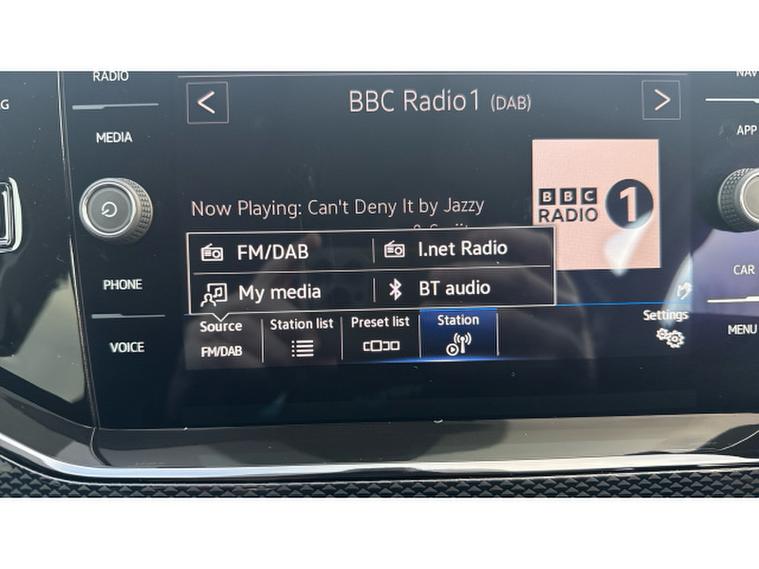 RADIO
MEDIA
PHONE
VOICE
BBC Radio1 (DAB)
BBC
RADIO 1
Now Playing: Can't Deny It by Jazzy
FM/DAB
I.net Radio
My media
BT audio
Source
FM/DAB
Station list
Preset list
Station
Settings
NAV
APP
CAR
MENU